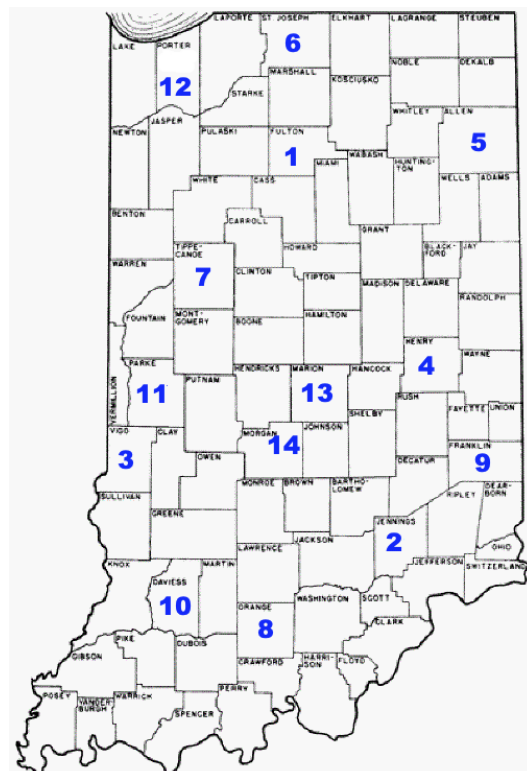 LAPORTE
ST. JOSEPH
ELKHART
LAGRANGE
STEUBEN
6
LAKE
PORTER
12
NOBLE
DEKALB
MARSHALL
KOSCIUSKO
STARKE
WHITLEY
ALLEN
5
NEWTON
JASPER
PULASKI
FULTON
1
MIAMI
WABASH
HUNTING-
TON
WELLS
ADAMS
WHITE
CASS
BENTON
CARROLL
GRANT
TIPPE-
CANOE
7
HOWARD
BLACK-
FORD
JAY
WARREN
CLINTON
TIPTON
MADISON
DELAWARE
RANDOLPH
FOUNTAIN
MONT-
GOMERY
BOONE
HAMILTON
HENRY
4
WAYNE
VERMILLION
PARKE
11
PUTNAM
HENDRICKS
MARION
13
HANCOCK
RUSH
FAYETTE
UNION
SHELBY
VIGO
3
CLAY
MORGAN
14
JOHNSON
FRANKLIN
9
OWEN
DECATUR
SULLIVAN
MONROE
BROWN
BARTHO-
LOMEW
RIPLEY
DEAR-
BORN
GREENE
JENNINGS
2
OHIO
JACKSON
LAWRENCE
JEFFERSON
SWITZERLAND
KNOX
DAVIESS
10
MARTIN
ORANGE
8
WASHINGTON
SCOTT
CLARK
PIKE
DUBOIS
GIBSON
CRAWFORD
HARRI-
SON
FLOYD
POSEY
VANDER-
BURGH
WARRICK
SPENCER
PERRY